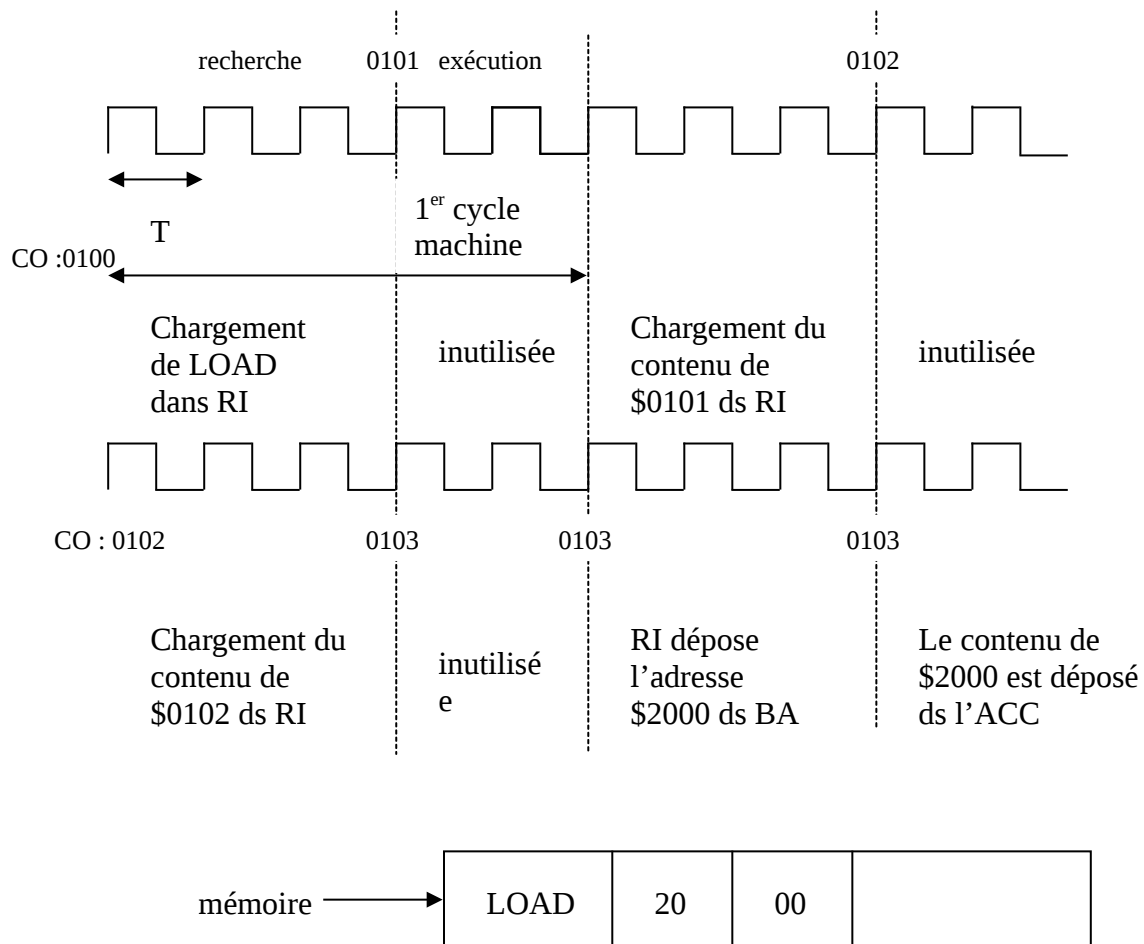 recherche 0101 exécution 0102
T
1er cycle
machine
CO :0100
Chargement
de LOAD
dans RI
inutilisée
Chargement du
contenu de
$0101 ds RI
inutilisée
CO : 0102 0103 0103 0103
Chargement du
contenu de
$0102 ds RI
inutilisé
e
RI dépose
l’adresse
$2000 ds BA
Le contenu de
$2000 est déposé
ds l’ACC
mémoire LOAD 20 00